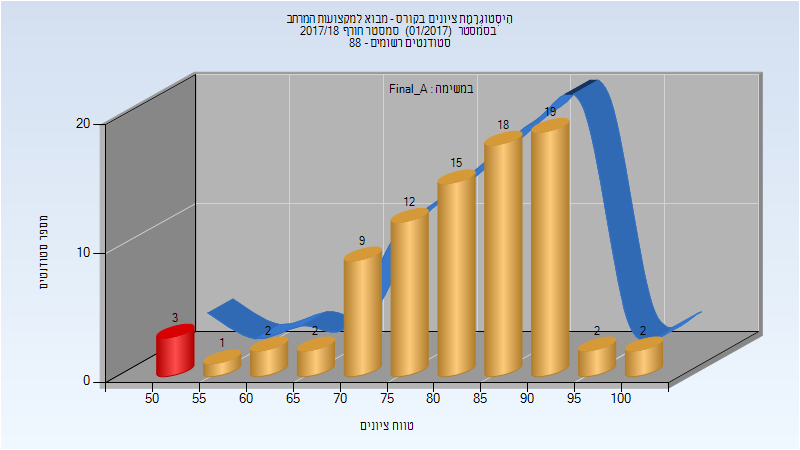 היסטוגרמת ציונים בקורס - מבוא למקצועות המרחב
בסמסטר (01/2017) סמסטר חורף 2017/18
סטודנטים רשומים - 88
במשימה : Final_A
מספר סטודנטים
20
10
0
3
1
2
2
9
12
15
18
19
2
2
50 55 60 65 70 75 80 85 90 95 100
טווח ציונים